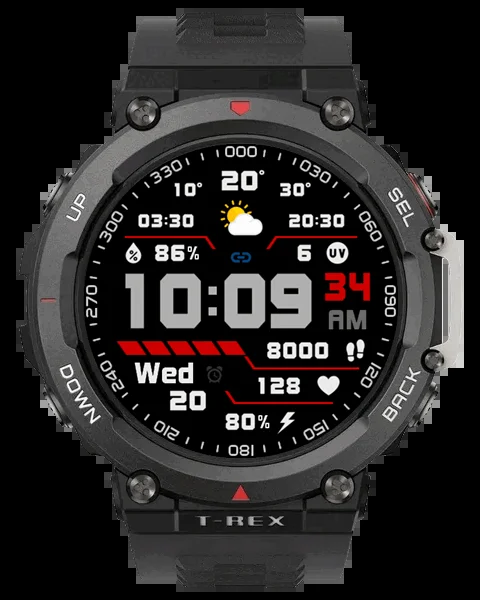 000
330 030
10° 20° 30°
UP SEL
300 060
03:30 20:30
86% 6 UV
270 090
10:09 34
AM
8000
240 120
Wed 128
20
DOWN BACK
80%
210 150
180
T-REX